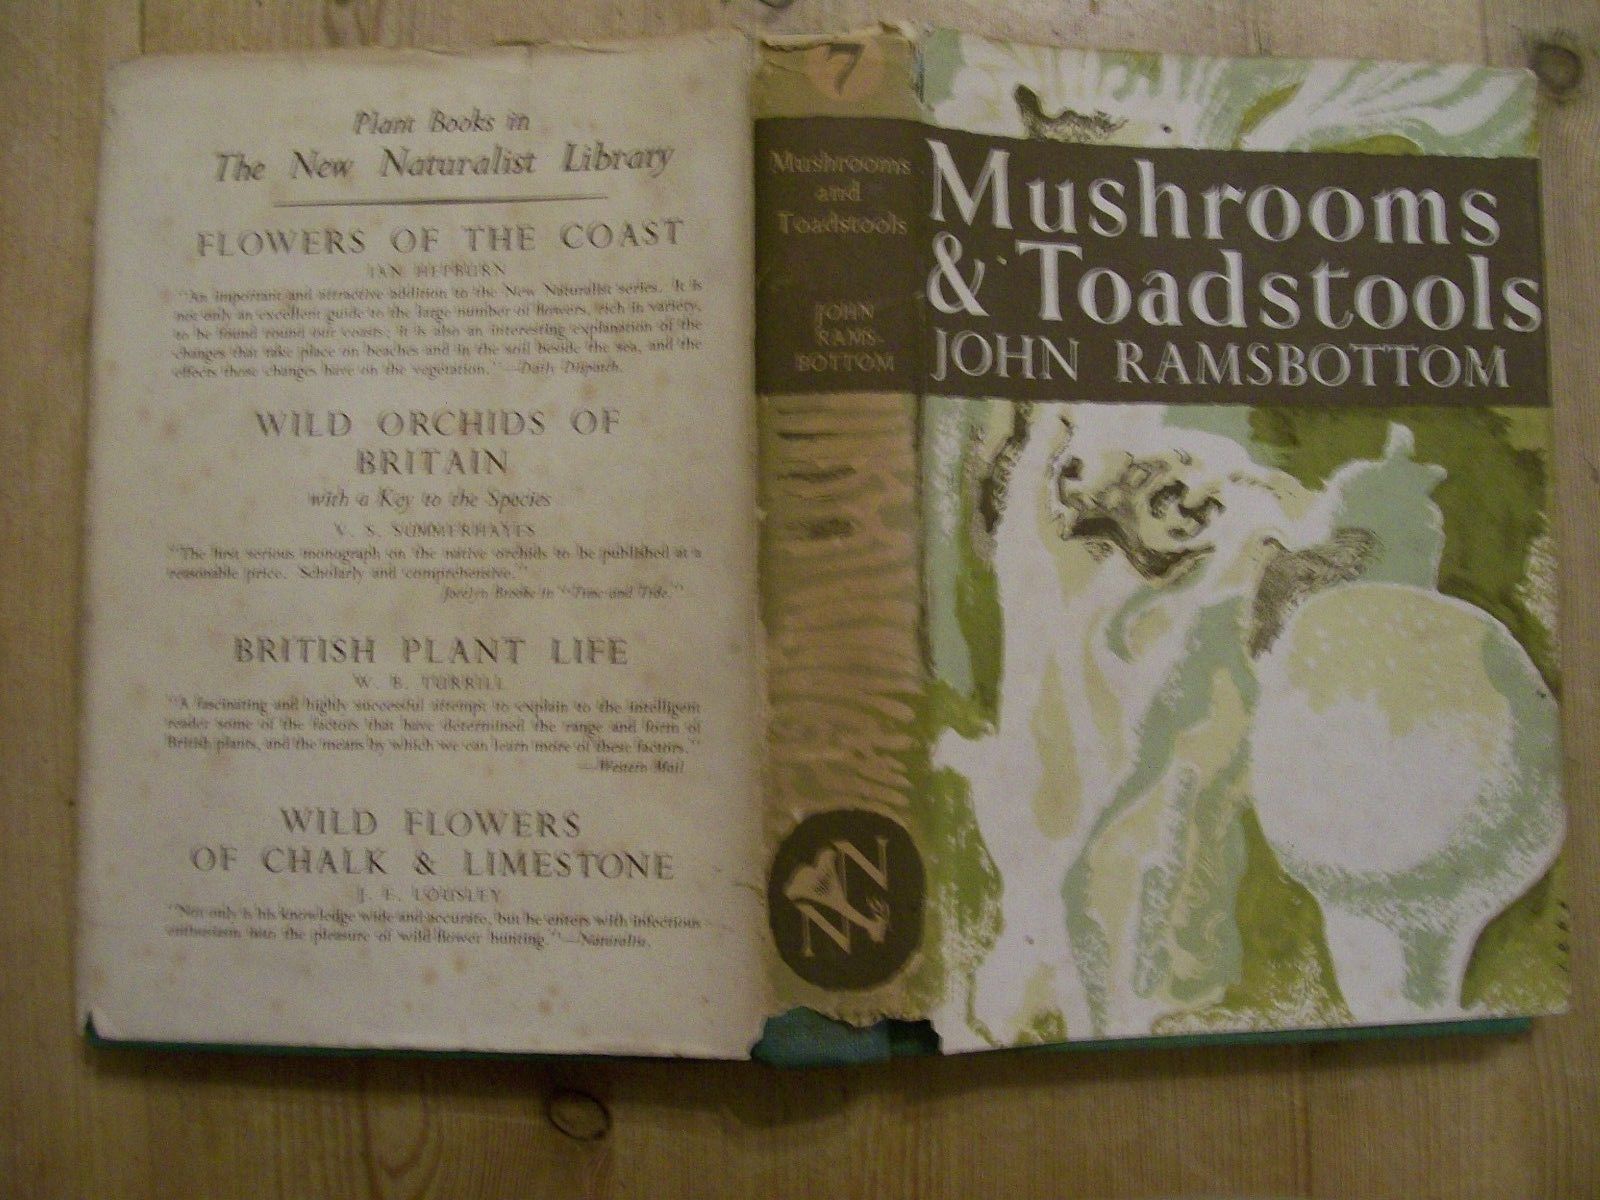 Plant Books in
The New Naturalist Library
FLOWERS OF THE COAST
IAN HEPBURN
"An important and attractive addition to the New Naturalist series. It is
not only an excellent guide to the large number of flowers, rich in variety,
to be found round our coasts; it is also an interesting explanation of the
changes that take place on beaches and in the soil beside the sea, and the
effects these changes have on the vegetation."—Daily Dispatch.
WILD ORCHIDS OF
BRITAIN
with a Key to the Species
V. S. SUMMERHAYES
"The first serious monograph on the native orchids to be published at a
reasonable price. Scholarly and comprehensive."
Jocelyn Brooke in "Time and Tide."
BRITISH PLANT LIFE
W. B. TURRILL
"A fascinating and highly successful attempt to explain to the intelligent
reader some of the factors that have determined the range and form of
British plants, and the means by which we can learn more of these factors."
—Western Mail
WILD FLOWERS
OF CHALK & LIMESTONE
J. E. LOUSLEY
"Not only is his knowledge wide and accurate, but he enters with infectious
enthusiasm into the pleasure of wild flower hunting."—Naturalist.
7
Mushrooms
and
Toadstools
JOHN
RAMS-
BOTTOM
NN
Mushrooms
& Toadstools
JOHN RAMSBOTTOM